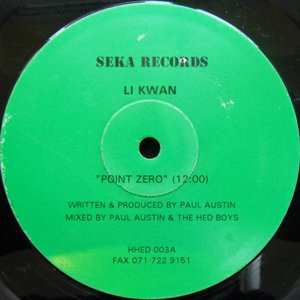 SEKA RECORDS
LI KWAN
"POINT ZERO" (12:00)
WRITTEN & PRODUCED BY PAUL AUSTIN
MIXED BY PAUL AUSTIN & THE HED BOYS
HHED-003A
FAX 071-722 9151